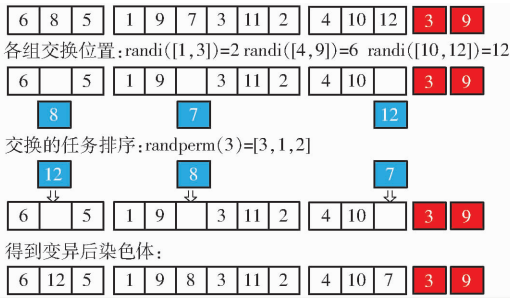 6 8 5 1 9 7 3 11 2 4 10 12 3 9
各组交换位置:randi([1,3])=2 randi([4,9])=6 randi([10,12])=12
6 5 1 9 3 11 2 4 10 3 9
8 7 12
交换的任务排序:randperm(3)=[3,1,2]
12 8 7
6 5 1 9 3 11 2 4 10 3 9
得到变异后染色体:
6 12 5 1 9 8 3 11 2 4 10 7 3 9